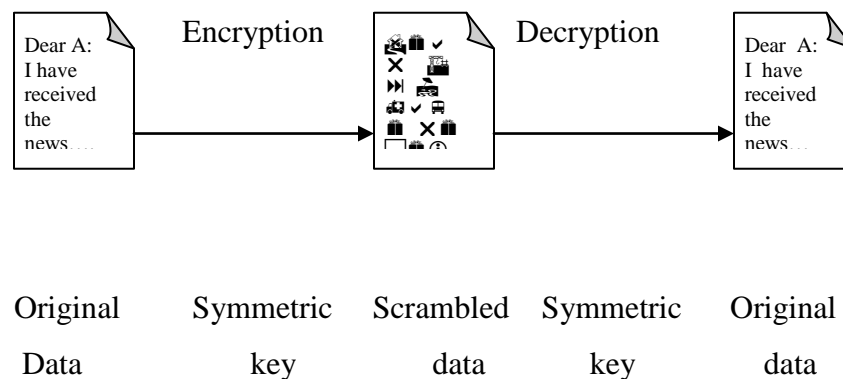 Encryption
Decryption
Dear A:
I have
received
the
news....
Dear A:
I have
received
the
news...
Original Symmetric Scrambled Symmetric Original
Data key data key data